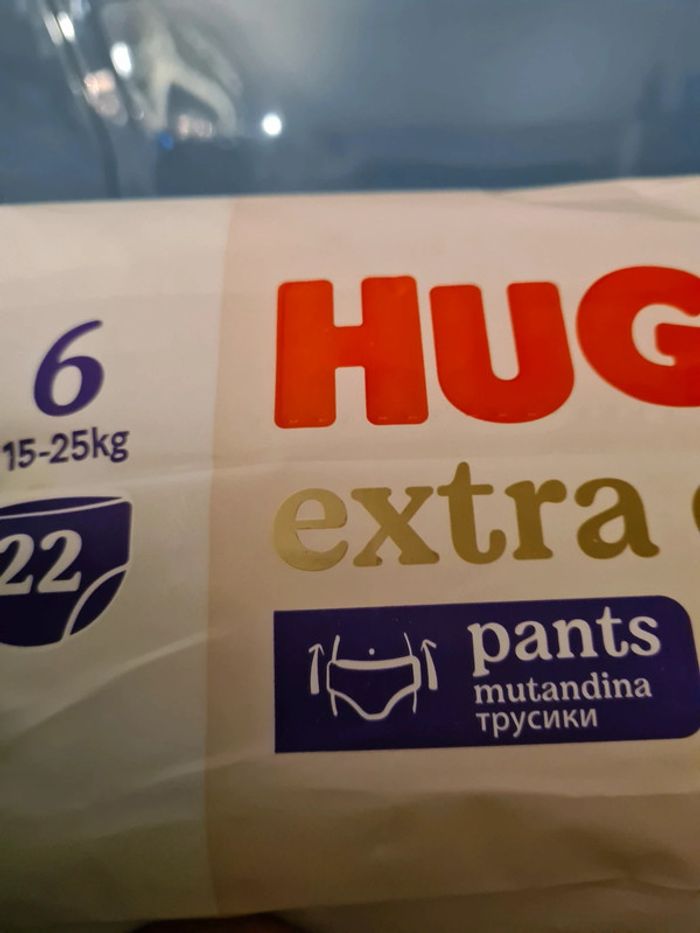 6
15-25kg
22
HUG
extra
pants
mutandina
трусики